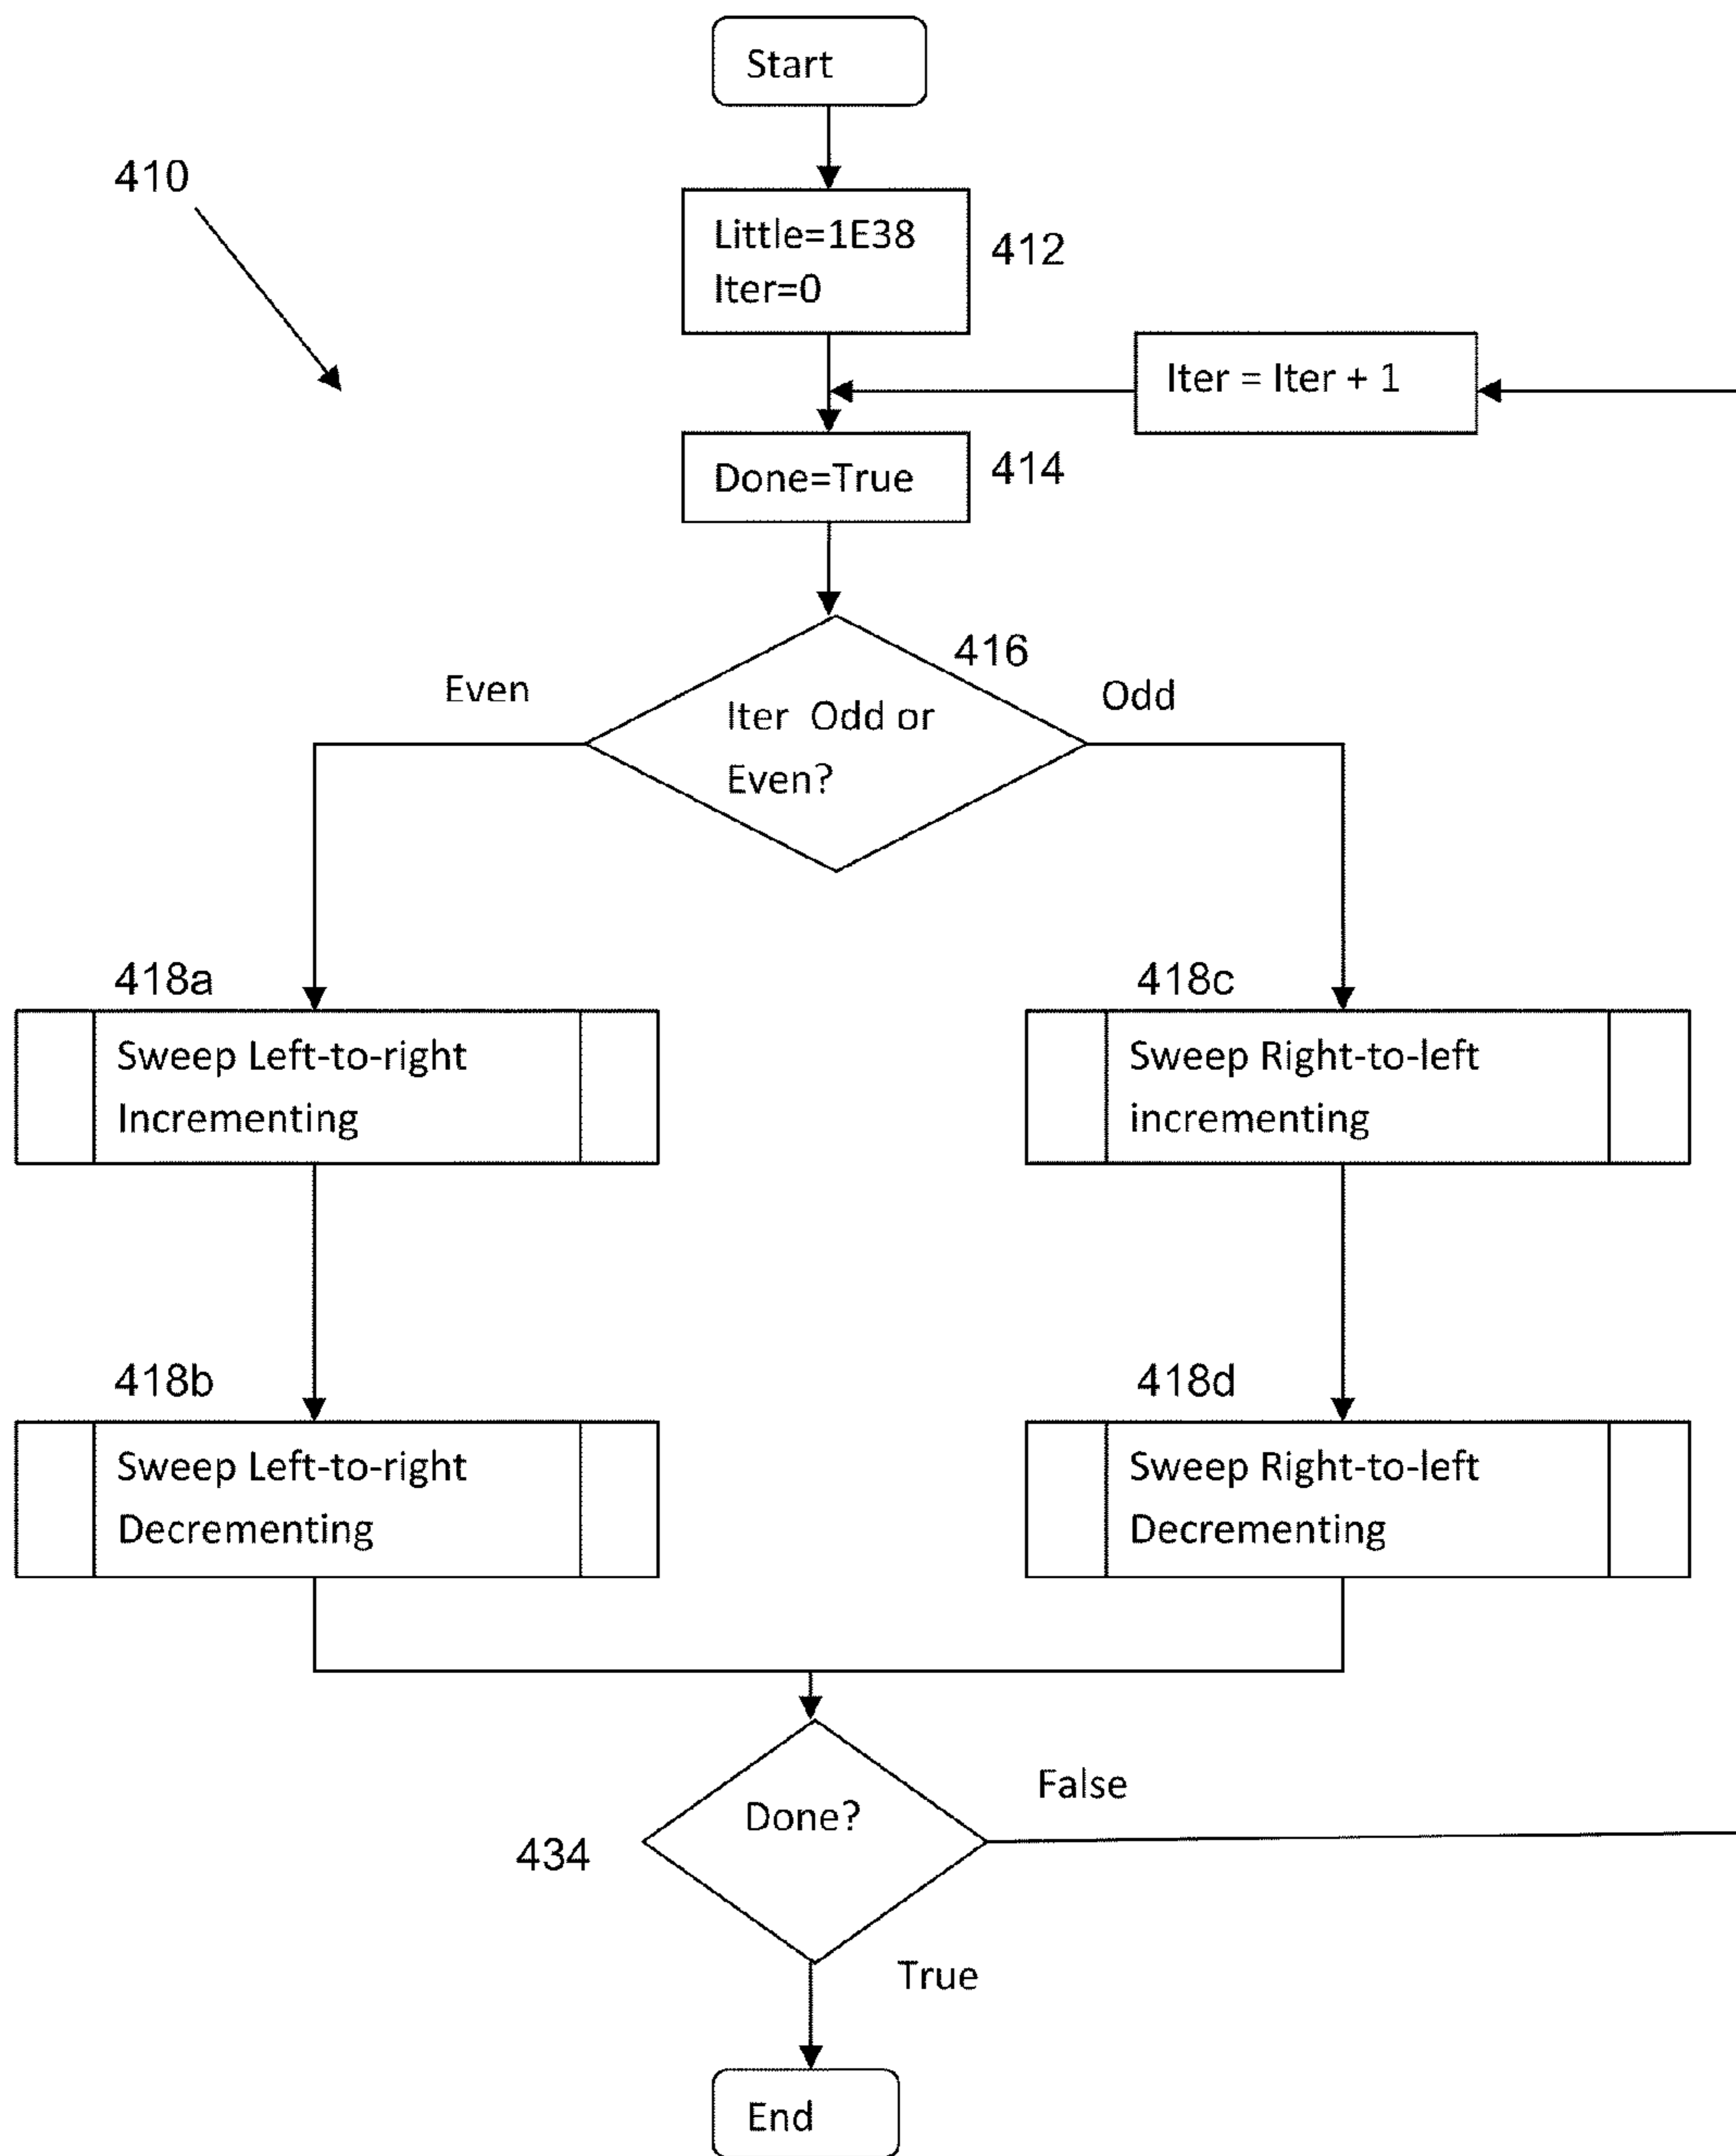 Start
410
Little=1E38
Iter=0
412
Iter = Iter + 1
Done=True
414
416
Even
Odd
Iter  Odd or
Even?
418a
418c
Sweep Left-to-right
Incrementing
Sweep Right-to-left
incrementing
418b
418d
Sweep Left-to-right
Decrementing
Sweep Right-to-left
Decrementing
False
Done?
434
True
End